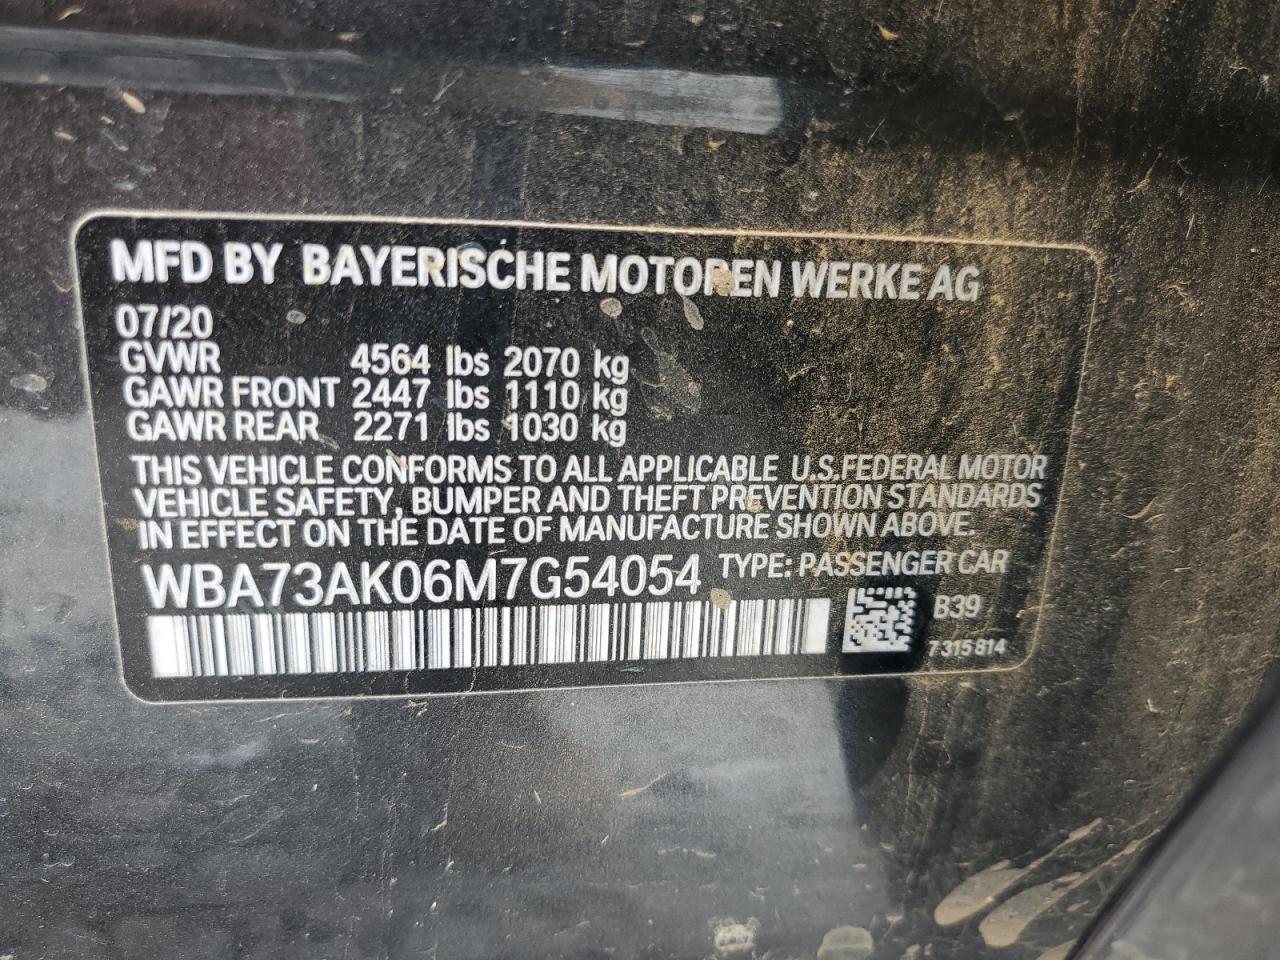 MFD BY BAYERISCHE MOTOREN WERKE AG
07/20
GVWR 4564 lbs 2070 kg
GAWR FRONT 2447 lbs 1110 kg
GAWR REAR 2271 lbs 1030 kg
THIS VEHICLE CONFORMS TO ALL APPLICABLE U.S. FEDERAL MOTOR
VEHICLE SAFETY, BUMPER AND THEFT PREVENTION STANDARDS
IN EFFECT ON THE DATE OF MANUFACTURE SHOWN ABOVE.
WBA73AK06M7G54054 TYPE: PASSENGER CAR
B39
7 315 814